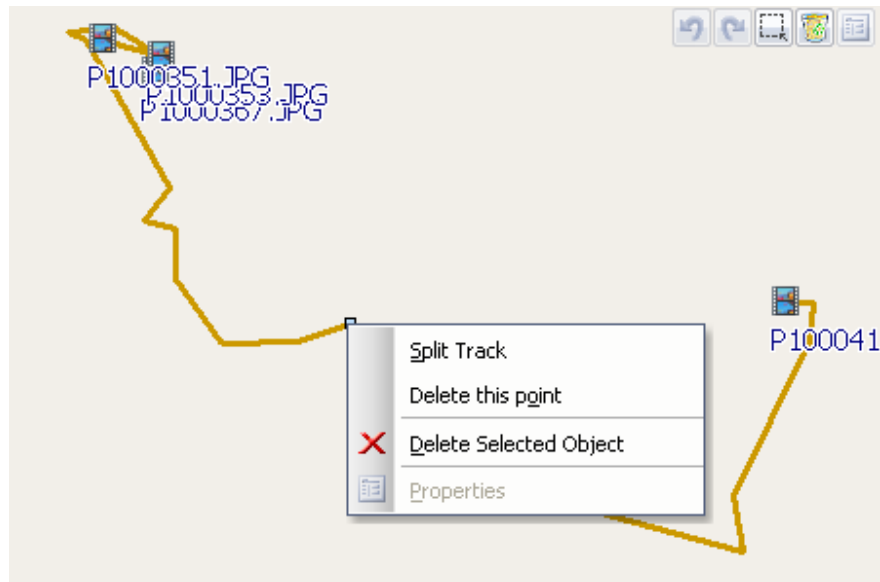 P1000351.JPG
P1000353.JPG
P1000367.JPG
P100041
Split Track
Delete this point
Delete Selected Object
Properties